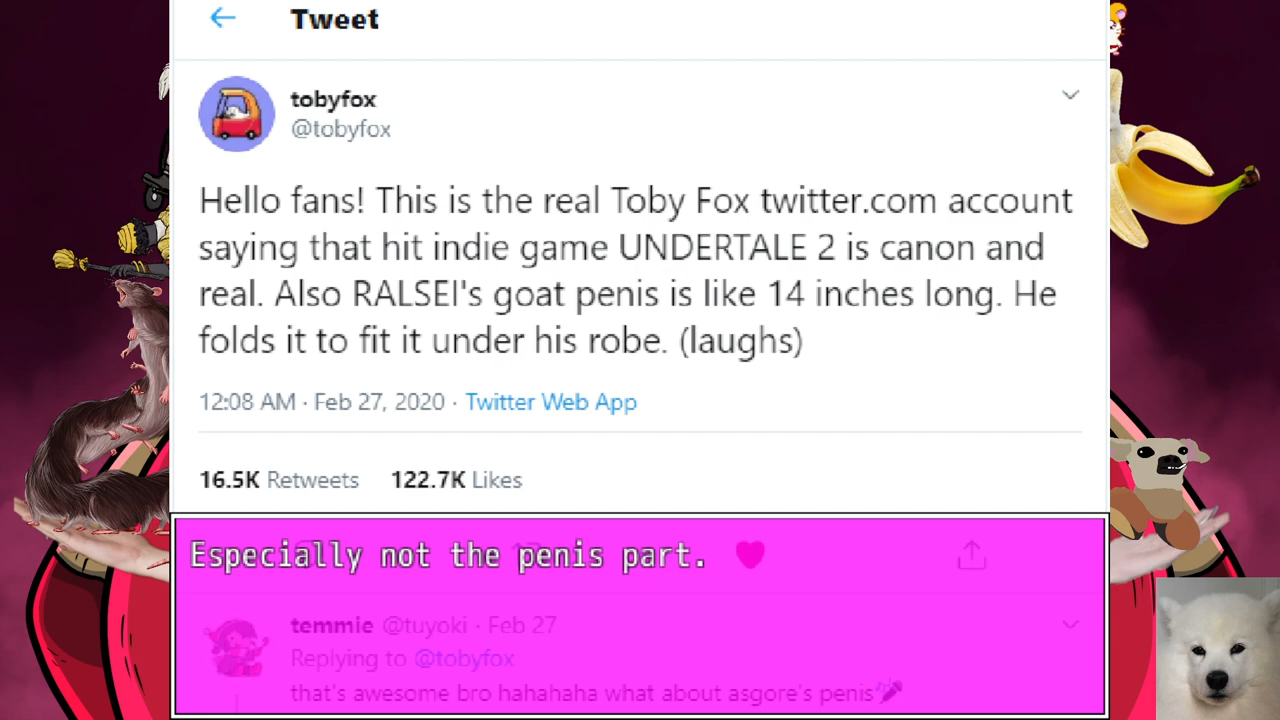 Tweet
tobyfox
@tobyfox
Hello fans! This is the real Toby Fox twitter.com account
saying that hit indie game UNDERTALE 2 is canon and
real. Also RALSEI's goat penis is like 14 inches long. He
folds it to fit it under his robe. (laughs)
12:08 AM · Feb 27, 2020 · Twitter Web App
16.5K Retweets 122.7K Likes
Especially not the penis part.
temmie @tuyoki · Feb 27
Replying to @tobyfox
that's awesome bro hahahaha what about asgore's penis🎤